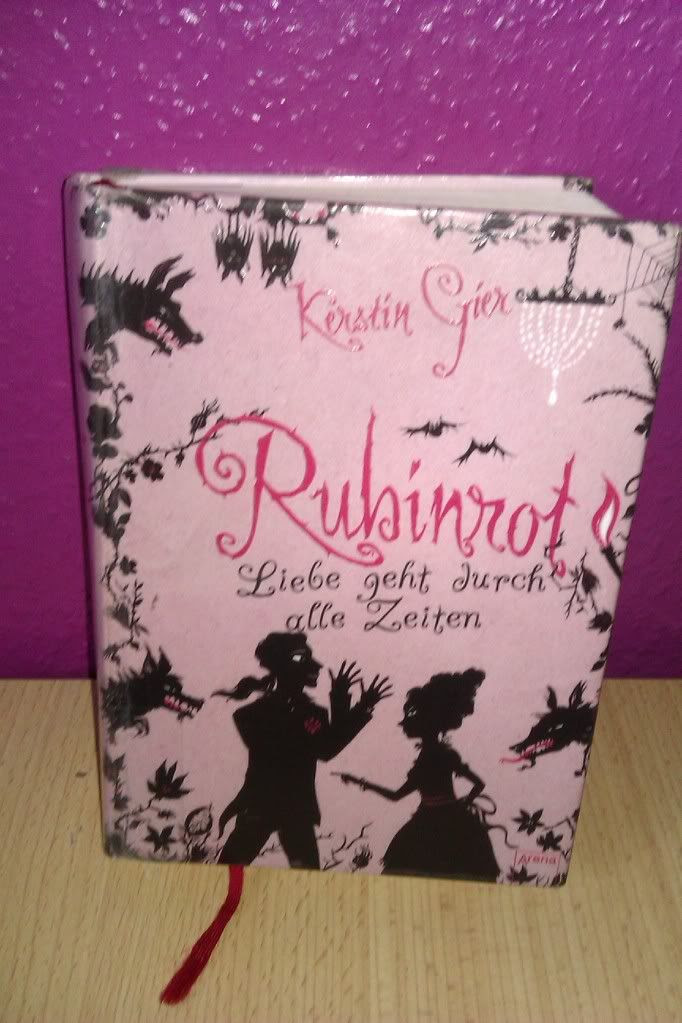 Kerstin Gier
Rubinrot
Liebe geht durch
alle Zeiten
Arena